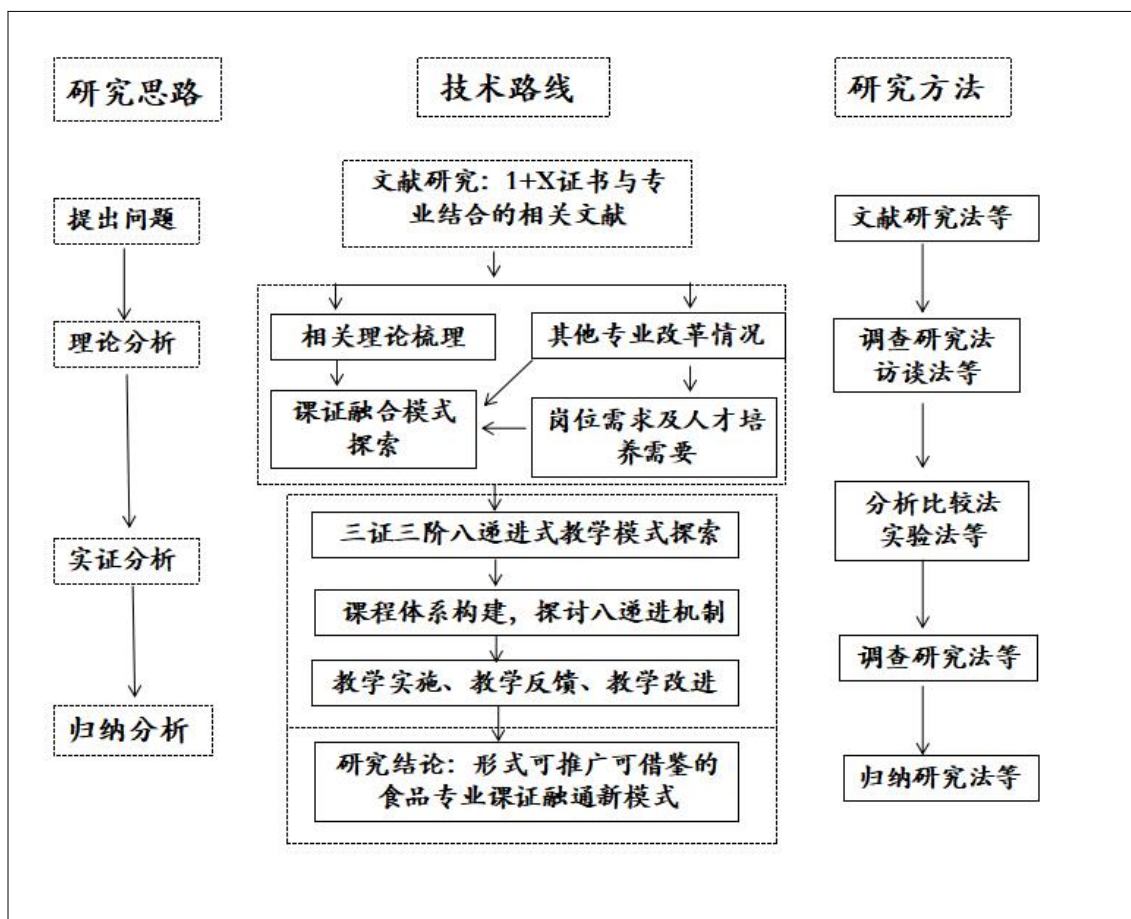 研究思路
技术路线
研究方法
提出问题
理论分析
实证分析
归纳分析
文献研究：1+X证书与专
业结合的相关文献
相关理论梳理
其他专业改革情况
课证融合模式
探索
岗位需求及人才培
养需要
三证三阶八递进式教学模式探索
课程体系构建，探讨八递进机制
教学实施、教学反馈、教学改进
研究结论：形式可推广可借鉴的
食品专业课证融通新模式
文献研究法等
调查研究法
访谈法等
分析比较法
实验法等
调查研究法等
归纳研究法等